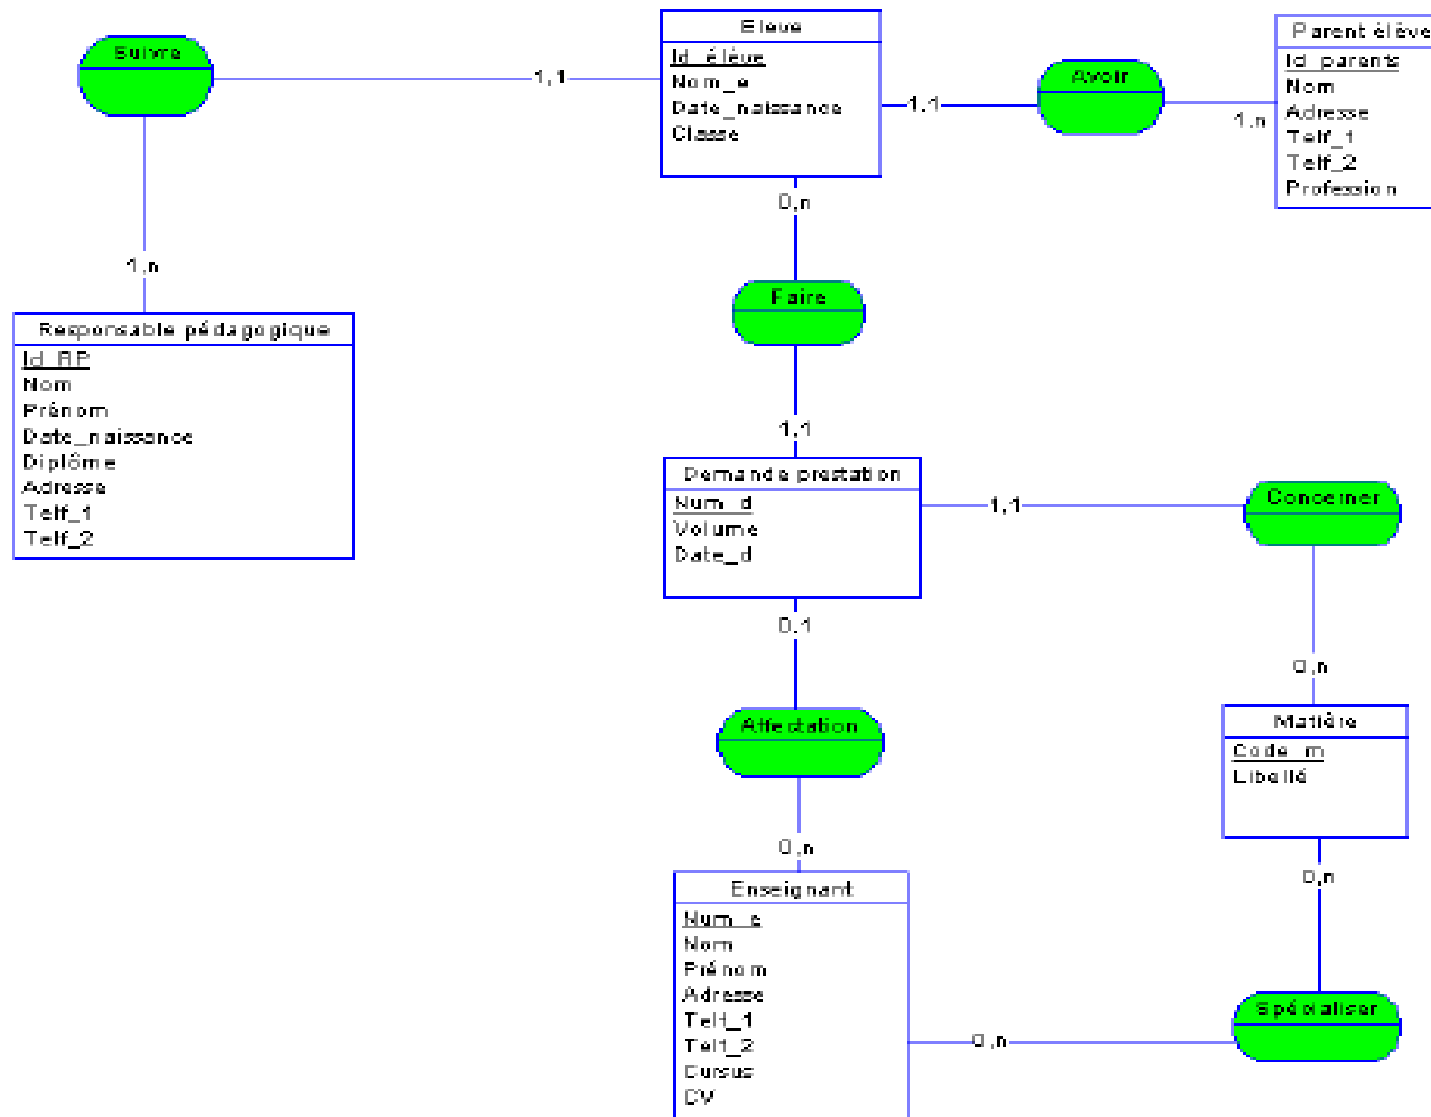 Suivre
1,1
1,n
Responsable pédagogique
Id_RP
Nom
Prénom
Date_naissance
Diplôme
Adresse
Telf_1
Telf_2
Eleve
Id_élève
Nom_e
Date_naissance
Classe
1,1
Avoir
1,n
Parent élève
Id_parents
Nom
Adresse
Telf_1
Telf_2
Profession
0,n
Faire
1,1
Demande prestation
Num_d
Volume
Date_d
1,1
Concerner
0,n
Matière
Code_m
Libellé
0,n
Spécialiser
0,n
0,1
Affectation
0,n
Enseignant
Num_e
Nom
Prénom
Adresse
Telf_1
Telf_2
Cursus
CV